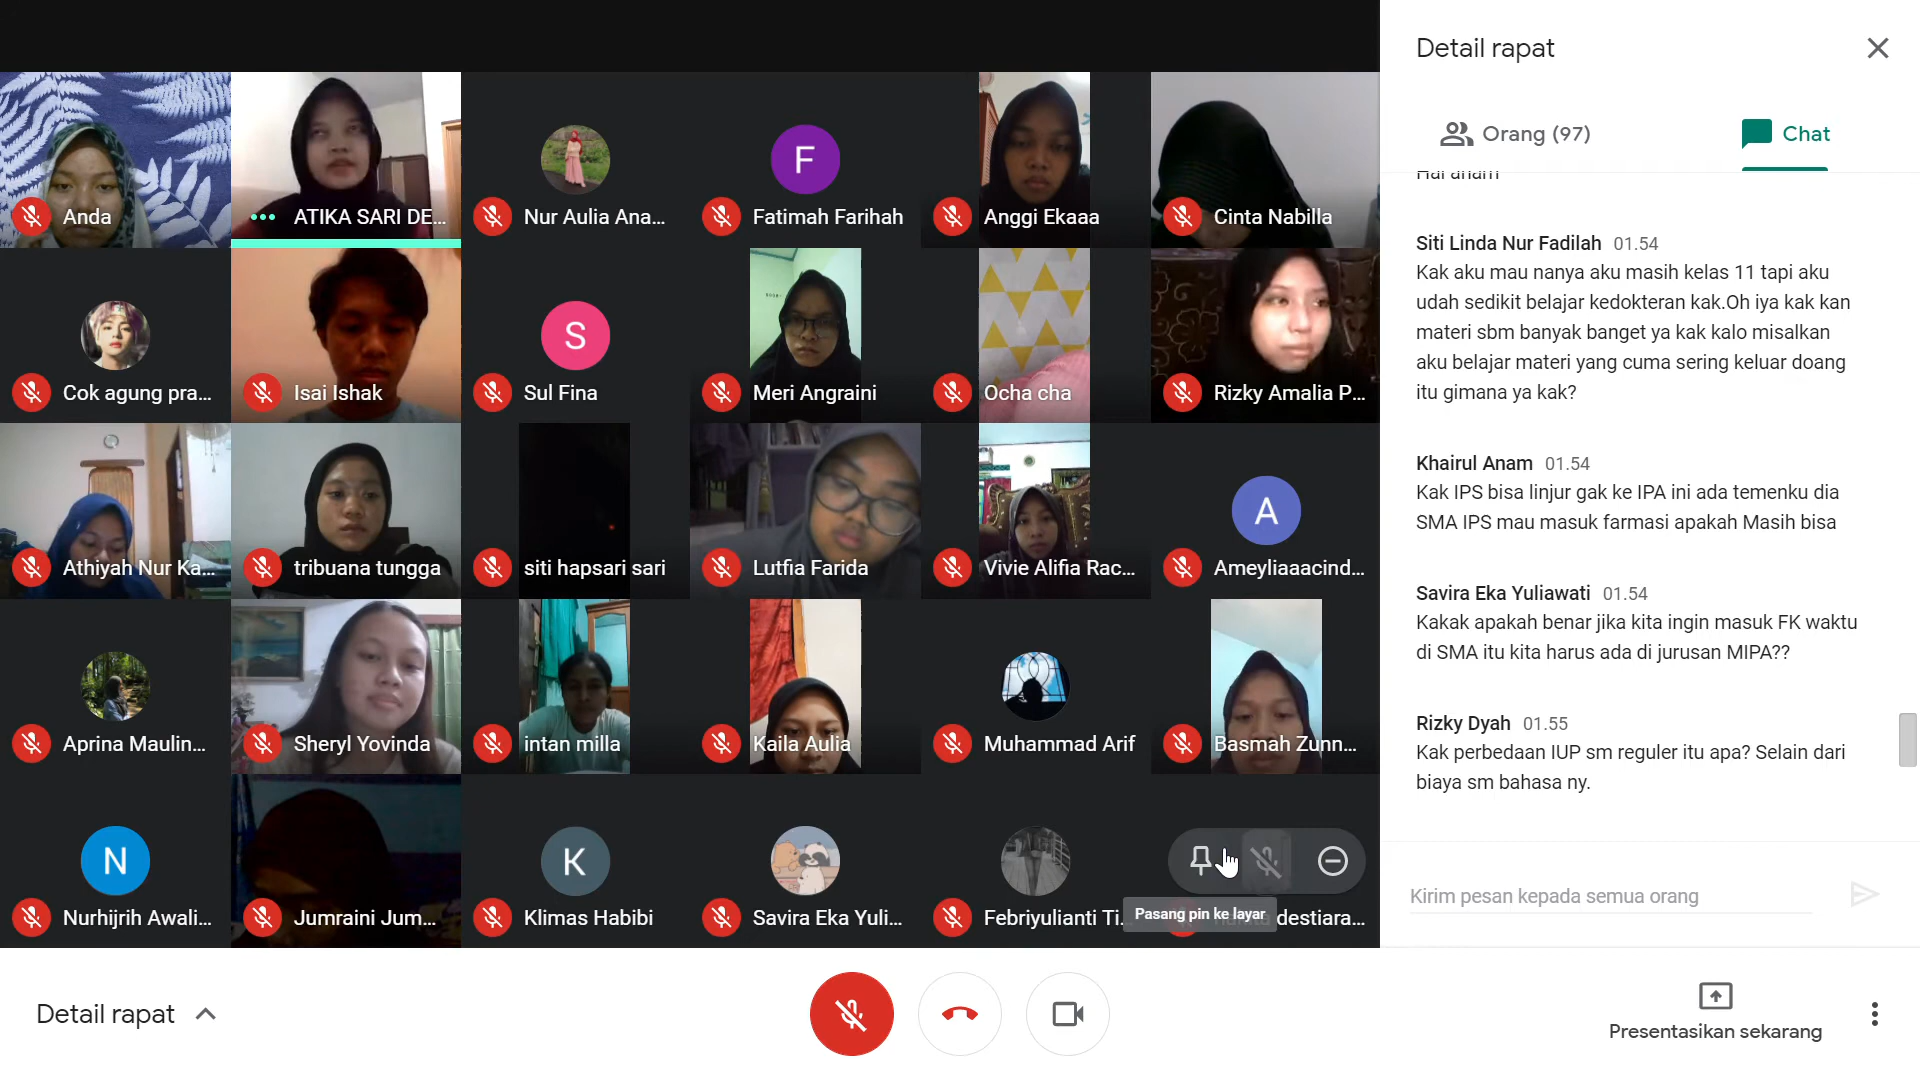 Anda
ATIKA SARI DE...
Nur Aulia Ana...
F
Fatimah Farihah
Anggi Ekaaa
Cinta Nabilla
Cok agung pra...
Isai Ishak
S
Sul Fina
Meri Angraini
Ocha cha
Rizky Amalia P...
Athiyah Nur Ka...
tribuana tungga
siti hapsari sari
Lutfia Farida
Vivie Alifia Rac...
A
Ameyliaaacind...
Aprina Maulin...
Sheryl Yovinda
intan milla
Kaila Aulia
Muhammad Arif
Basmah Zunn...
N
Nurhijrih Awali...
Jumraini Jum...
K
Klimas Habibi
Savira Eka Yuli...
Febriyulianti Ti...
Pasang pin ke layar
destiara...
Detail rapat
Orang (97)
Chat
Hai anam
Siti Linda Nur Fadilah 01.54
Kak aku mau nanya aku masih kelas 11 tapi aku
udah sedikit belajar kedokteran kak.Oh iya kak kan
materi sbm banyak banget ya kak kalo misalkan
aku belajar materi yang cuma sering keluar doang
itu gimana ya kak?
Khairul Anam 01.54
Kak IPS bisa linjur gak ke IPA ini ada temenku dia
SMA IPS mau masuk farmasi apakah Masih bisa
Savira Eka Yuliawati 01.54
Kakak apakah benar jika kita ingin masuk FK waktu
di SMA itu kita harus ada di jurusan MIPA??
Rizky Dyah 01.55
Kak perbedaan IUP sm reguler itu apa? Selain dari
biaya sm bahasa ny.
Kirim pesan kepada semua orang
Detail rapat
Presentasikan sekarang